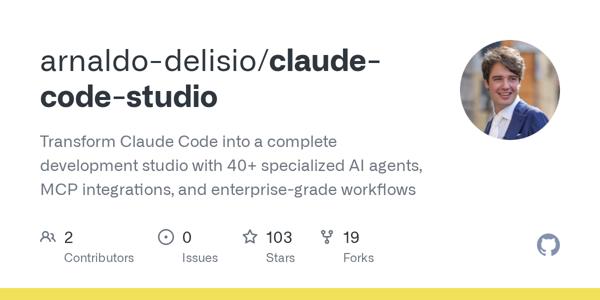 arnaldo-delisio/claude-
code-studio
Transform Claude Code into a complete
development studio with 40+ specialized AI agents,
MCP integrations, and enterprise-grade workflows
2 0 103 19
Contributors Issues Stars Forks